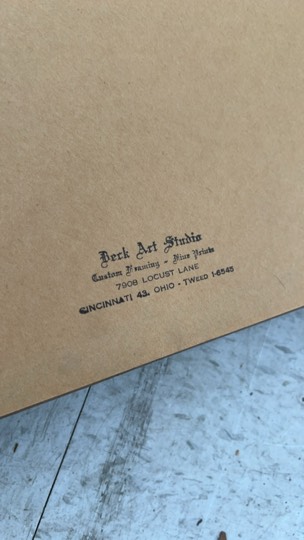 Deck Art Studio
Custom Framing - Fine Prints
7908 LOCUST LANE
CINCINNATI 43, OHIO - TWEED 1-6545